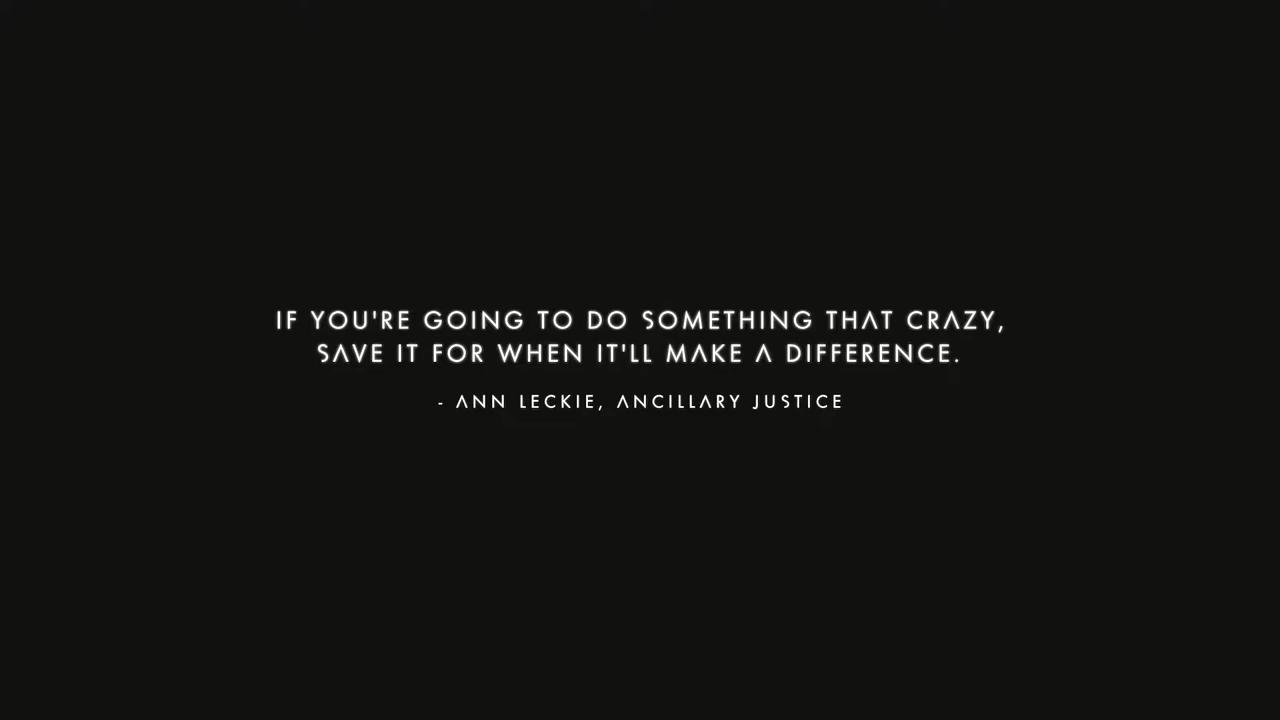 IF YOU'RE GOING TO DO SOMETHING THAT CRAZY,
SAVE IT FOR WHEN IT'LL MAKE A DIFFERENCE.
- ANN LECKIE, ANCILLARY JUSTICE